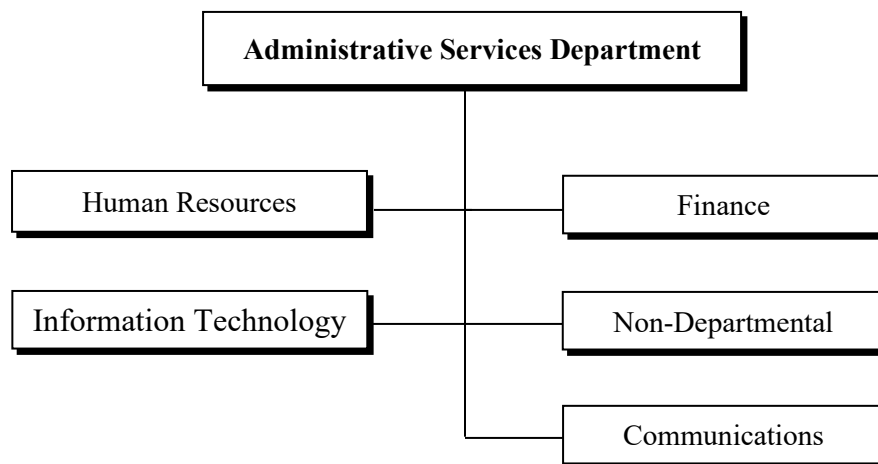 Administrative Services Department
Human Resources
Finance
Information Technology
Non-Departmental
Communications